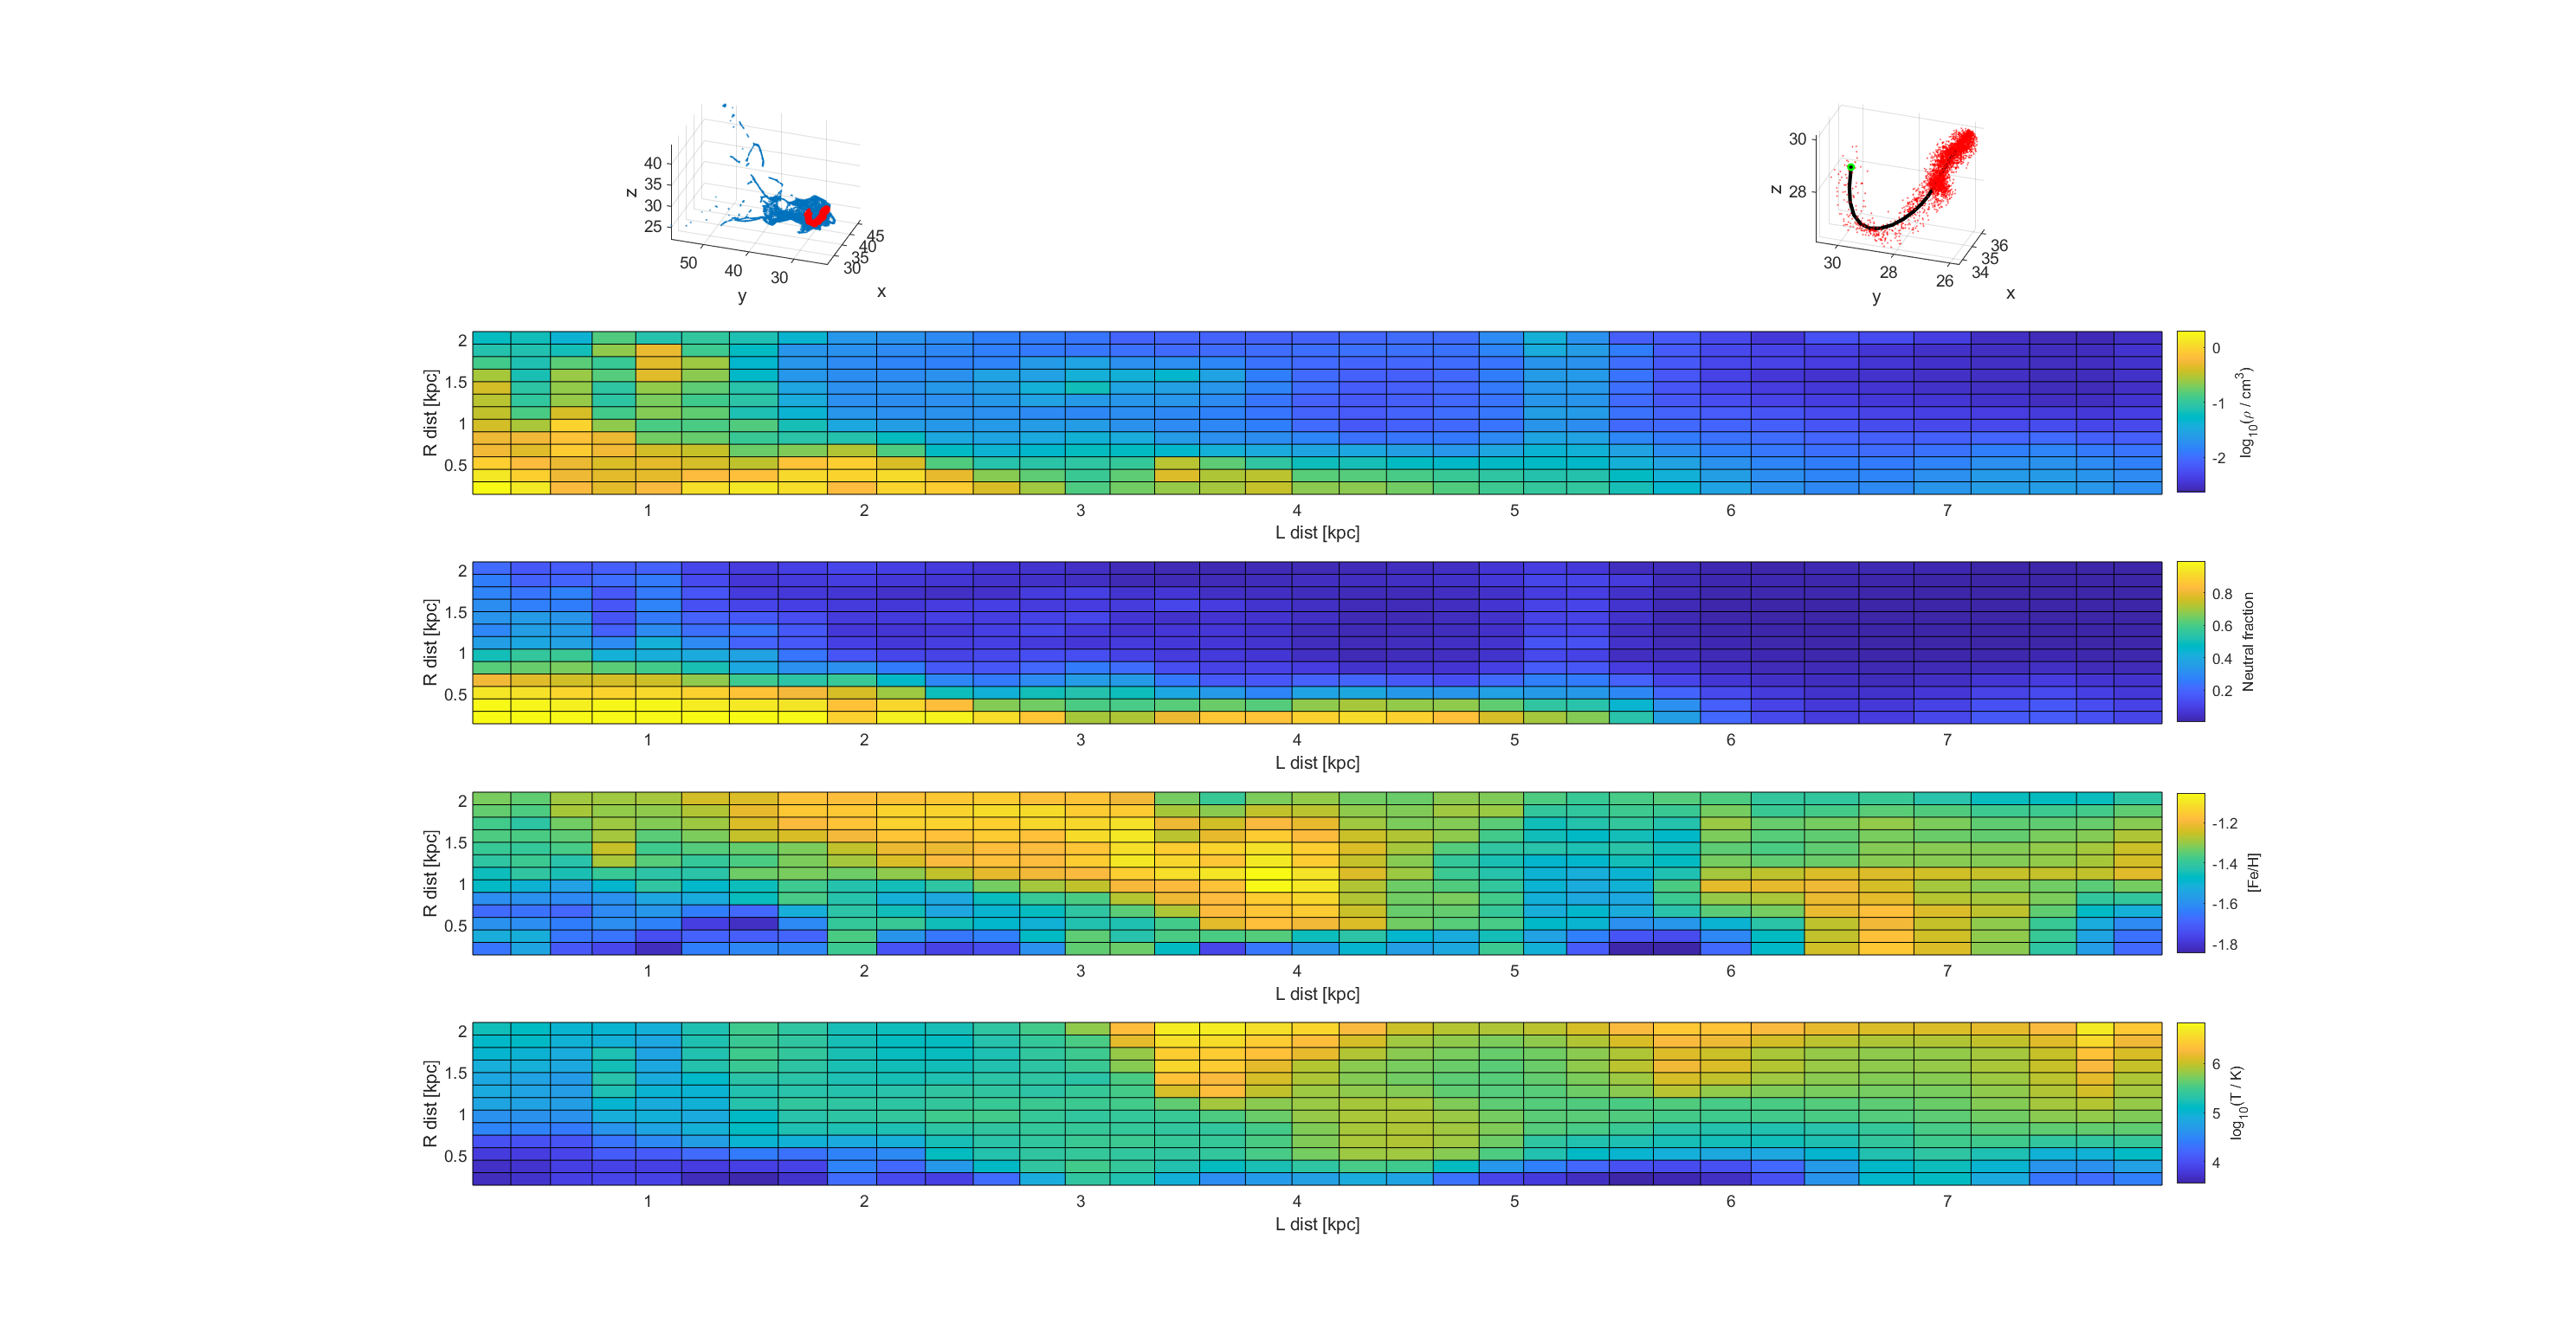 40
35
30
25
z
50
40
30
y
45
40
35
30
x
30
28
z
30
28
26
y
36
35
34
x
2
1.5
1
0.5
R dist [kpc]
1 2 3 4 5 6 7
L dist [kpc]
0
-1
-2
log10(ρ / cm3)
2
1.5
1
0.5
R dist [kpc]
1 2 3 4 5 6 7
L dist [kpc]
0.8
0.6
0.4
0.2
Neutral fraction
2
1.5
1
0.5
R dist [kpc]
1 2 3 4 5 6 7
L dist [kpc]
-1.2
-1.4
-1.6
-1.8
[Fe/H]
2
1.5
1
0.5
R dist [kpc]
1 2 3 4 5 6 7
L dist [kpc]
6
5
4
log10(T / K)